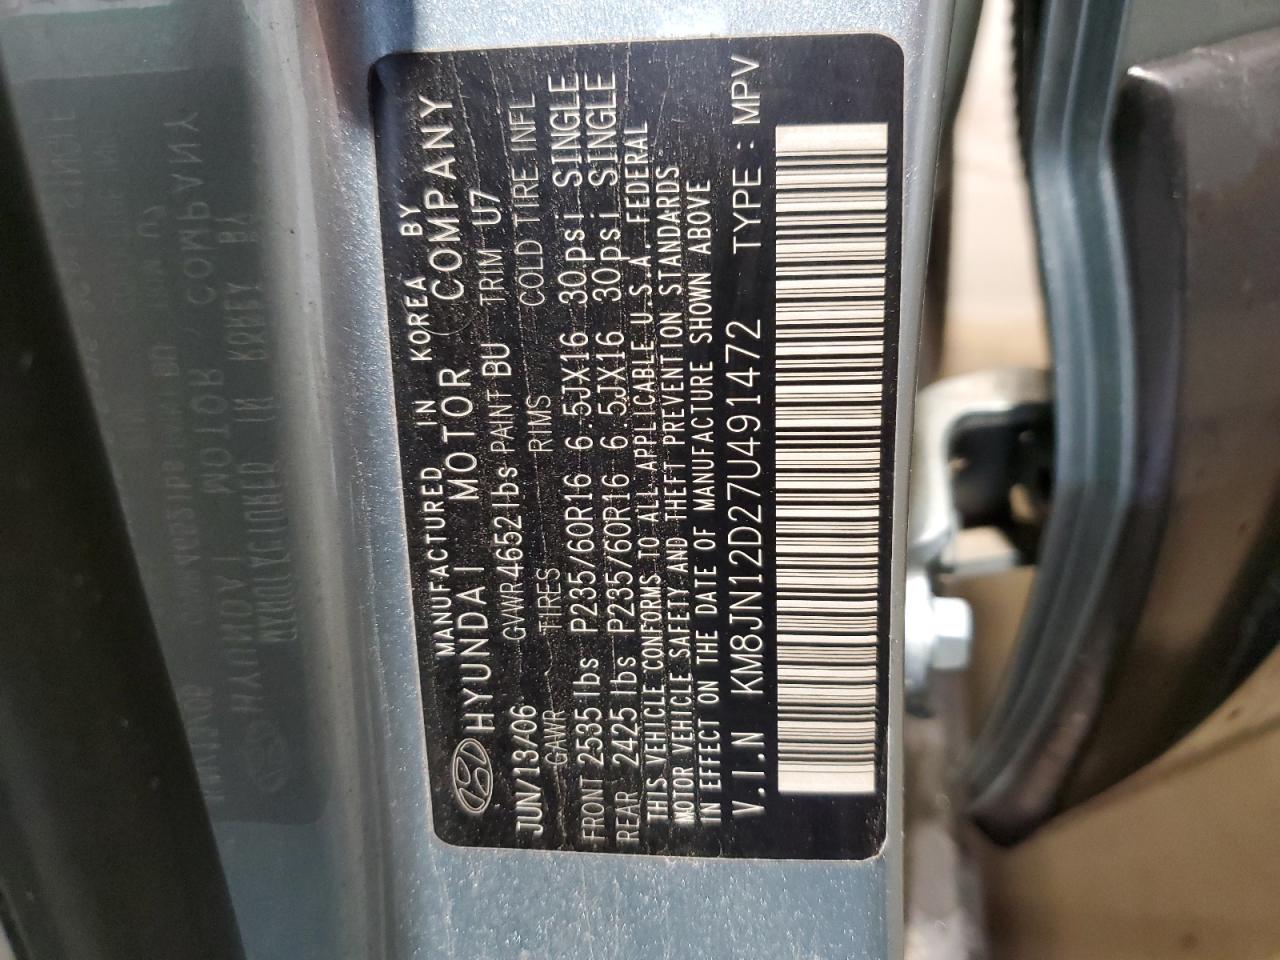 MANUFACTURED IN KOREA BY
HYUNDAI MOTOR COMPANY
JUN/13/06 GVWR 4652 lbs PAINT BU TRIM U7
GAWR TIRES RIMS COLD TIRE INFL
FRONT 2535 lbs P235/60R16 6.5JX16 30psi SINGLE
REAR 2425 lbs P235/60R16 6.5JX16 30psi SINGLE
THIS VEHICLE CONFORMS TO ALL APPLICABLE U.S.A. FEDERAL
MOTOR VEHICLE SAFETY AND THEFT PREVENTION STANDARDS
IN EFFECT ON THE DATE OF MANUFACTURE SHOWN ABOVE
V.I.N KM8JN12D27U491472 TYPE : MPV